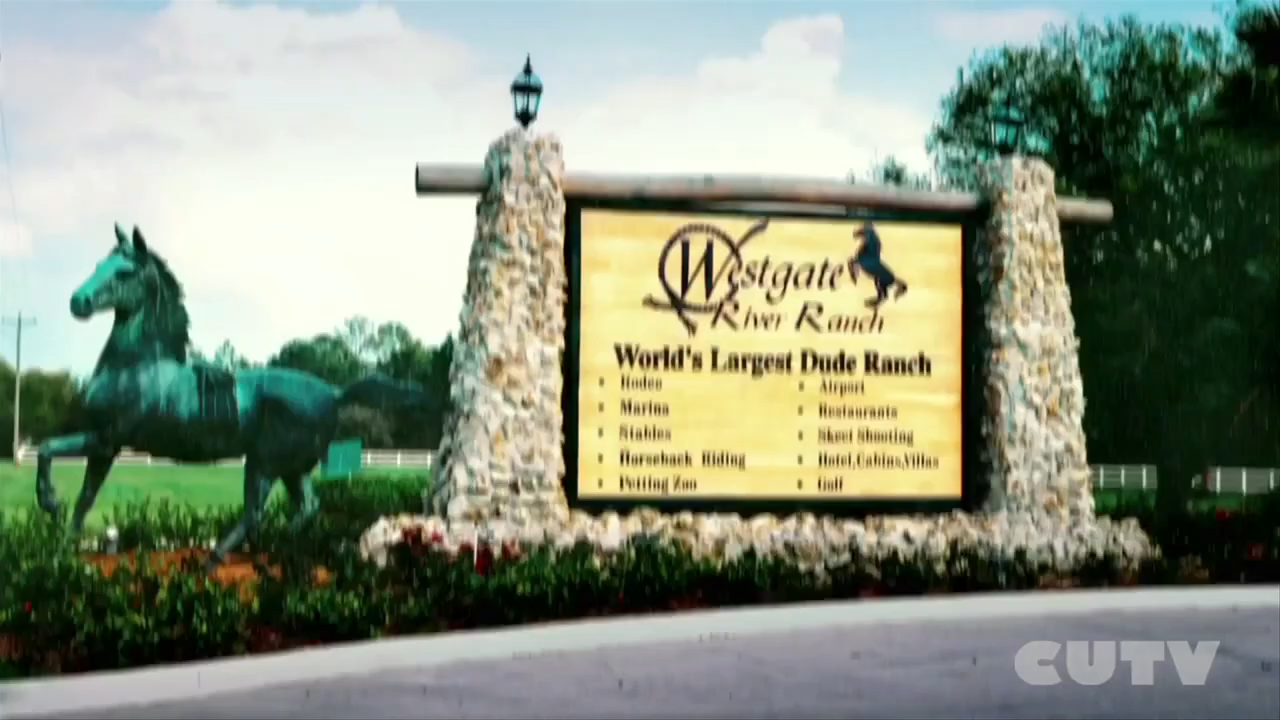 Westgate
River Ranch
World's Largest Dude Ranch
• Rodeo
• Marina
• Stables
• Horseback Riding
• Petting Zoo
• Airport
• Restaurants
• Skeet Shooting
• Hotel,Cabins,Villas
• Golf
CUTV